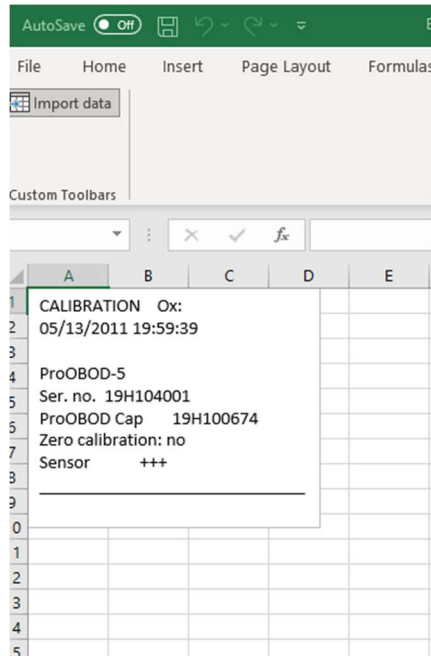 AutoSave Off
File Home Insert Page Layout Formulas
Import data
Custom Toolbars
fx
A B C D E
1 CALIBRATION Ox:
2 05/13/2011 19:59:39
3
4 ProOBOD-5
5 Ser. no. 19H104001
6 ProOBOD Cap 19H100674
7 Zero calibration: no
8 Sensor +++
9
0
1
2
3
4
5